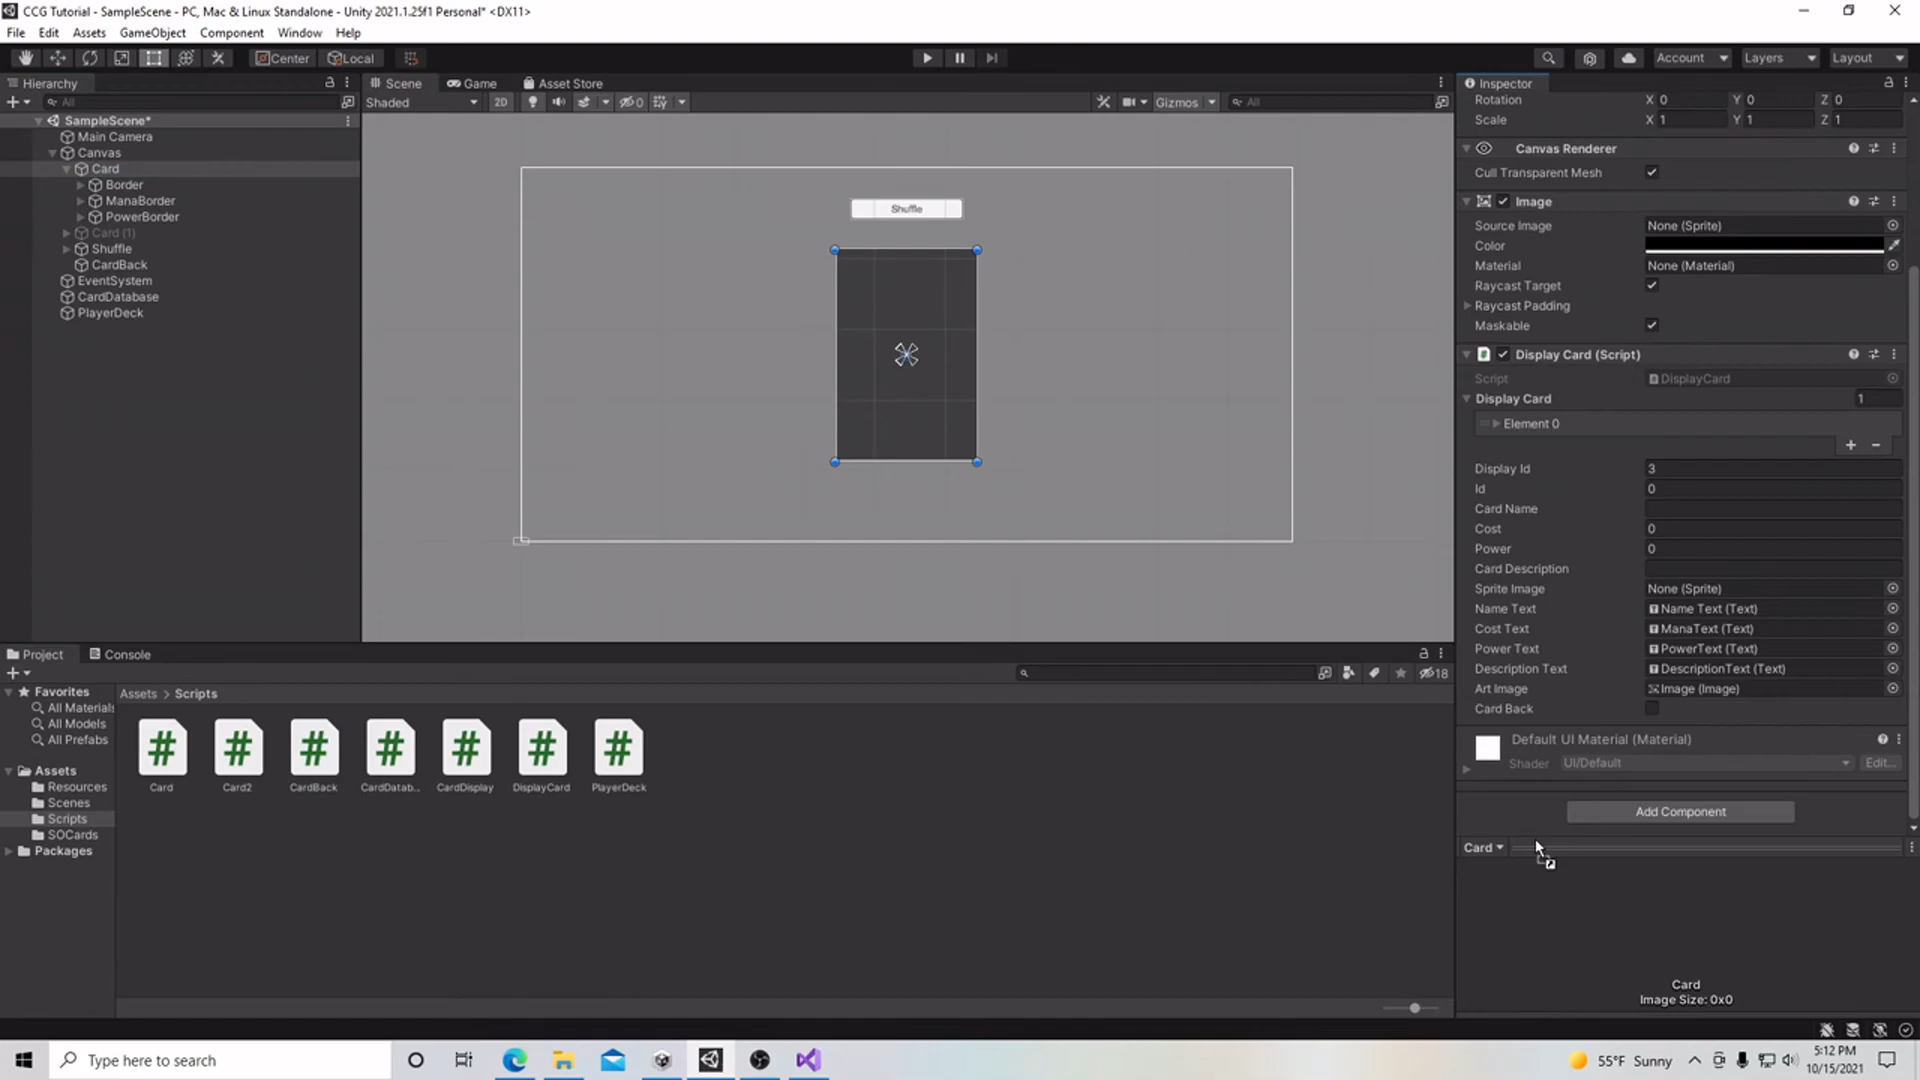 CCG Tutorial - SampleScene - PC, Mac & Linux Standalone - Unity 2021.1.25f1 Personal* <DX11>
File Edit Assets GameObject Component Window Help
Center Local
Account Layers Layout
Hierarchy
All
SampleScene*
Main Camera
Canvas
Card
Border
ManaBorder
PowerBorder
Card (1)
Shuffle
CardBack
EventSystem
CardDatabase
PlayerDeck
Scene Game Asset Store
Shaded 2D 0 Gizmos All
Shuffle
Inspector
Rotation X 0 Y 0 Z 0
Scale X 1 Y 1 Z 1
Canvas Renderer
Cull Transparent Mesh
Image
Source Image None (Sprite)
Color
Material None (Material)
Raycast Target
Raycast Padding
Maskable
Display Card (Script)
Script DisplayCard
Display Card 1
Element 0
+ -
Display Id 3
Id 0
Card Name
Cost 0
Power 0
Card Description
Sprite Image None (Sprite)
Name Text Name Text (Text)
Cost Text ManaText (Text)
Power Text PowerText (Text)
Description Text DescriptionText (Text)
Art Image Image (Image)
Card Back
Default UI Material (Material)
Shader UI/Default Edit...
Add Component
Card
Card
Image Size: 0x0
Project Console
18
Favorites
All Materials
All Models
All Prefabs
Assets
Resources
Scenes
Scripts
SOCards
Packages
Assets > Scripts
# # # # # # #
Card Card2 CardBack CardDatab... CardDisplay DisplayCard PlayerDeck
Type here to search
55°F Sunny
5:12 PM
10/15/2021